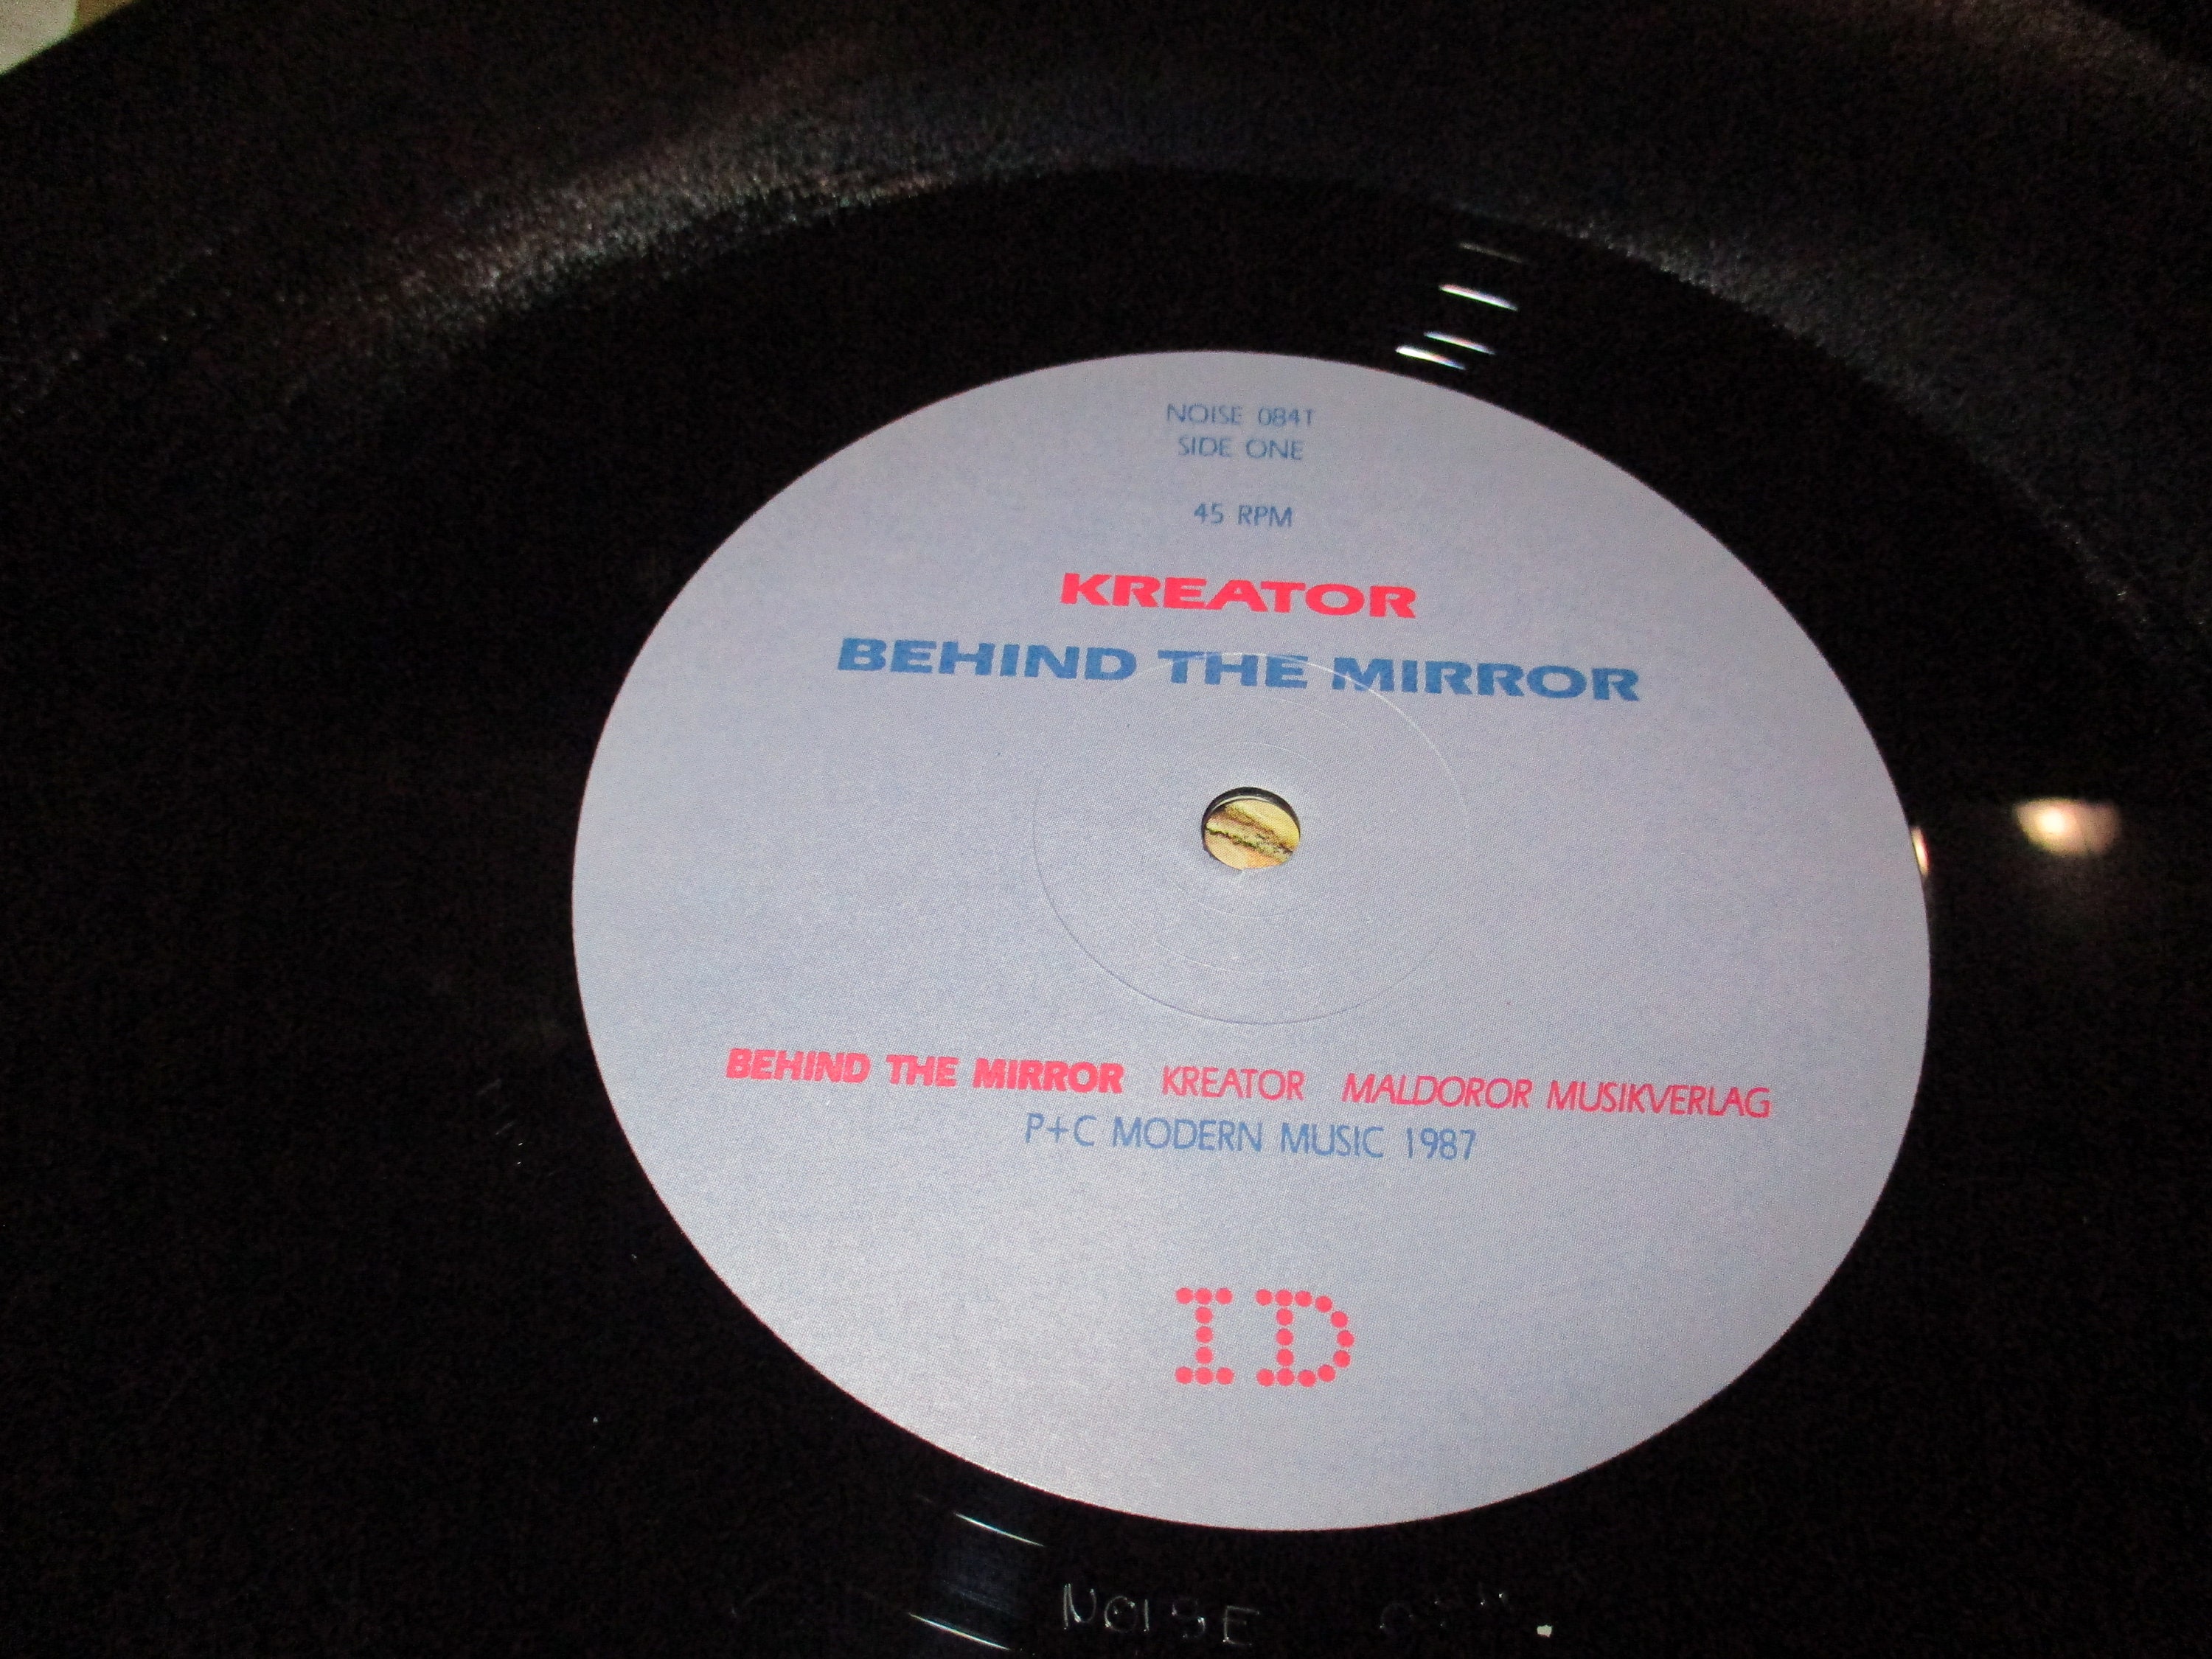 NOISE 084T
SIDE ONE
45 RPM
KREATOR
BEHIND THE MIRROR
BEHIND THE MIRROR KREATOR MALDOROR MUSIKVERLAG
P+C MODERN MUSIC 1987
ID
NOISE